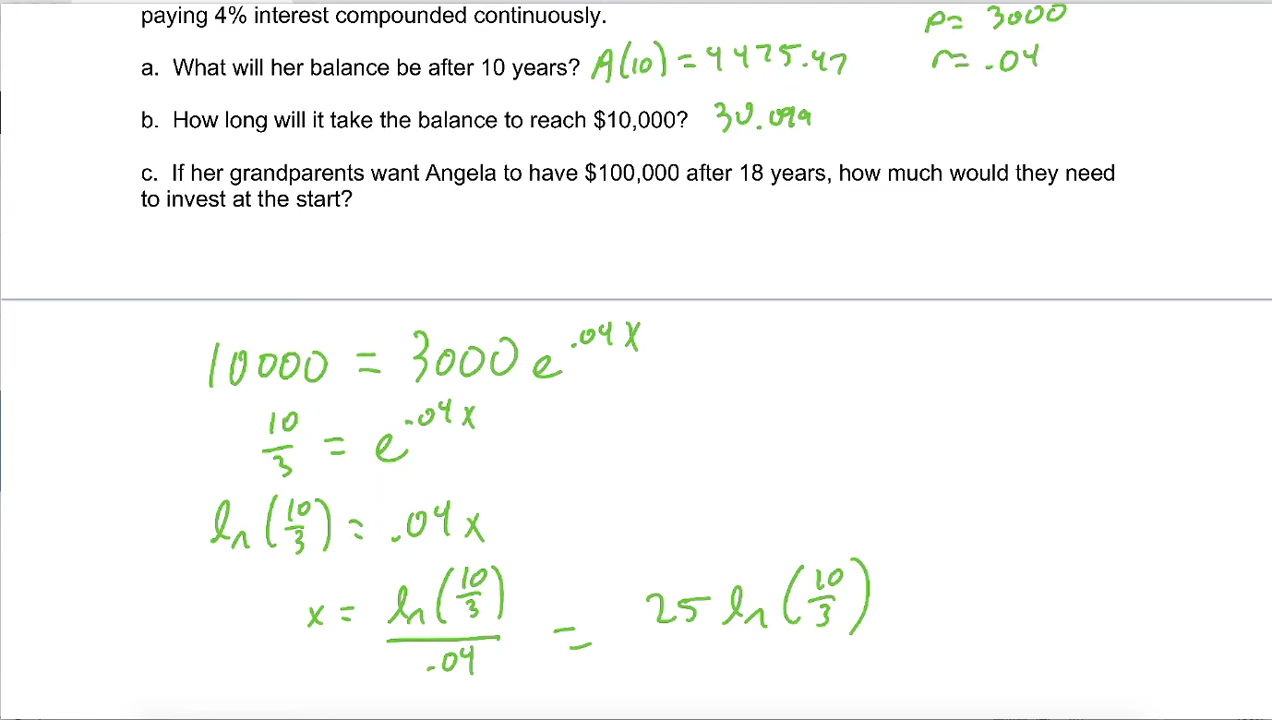 paying 4% interest compounded continuously.
P= 3000
a. What will her balance be after 10 years? A(10) = 4475.47
r= .04
b. How long will it take the balance to reach $10,000? 30.099
c. If her grandparents want Angela to have $100,000 after 18 years, how much would they need
to invest at the start?
10000 = 3000 e^.04x
10/3 = e^.04x
ln(10/3) = .04x
x = ln(10/3)/.04 = 25 ln(10/3)